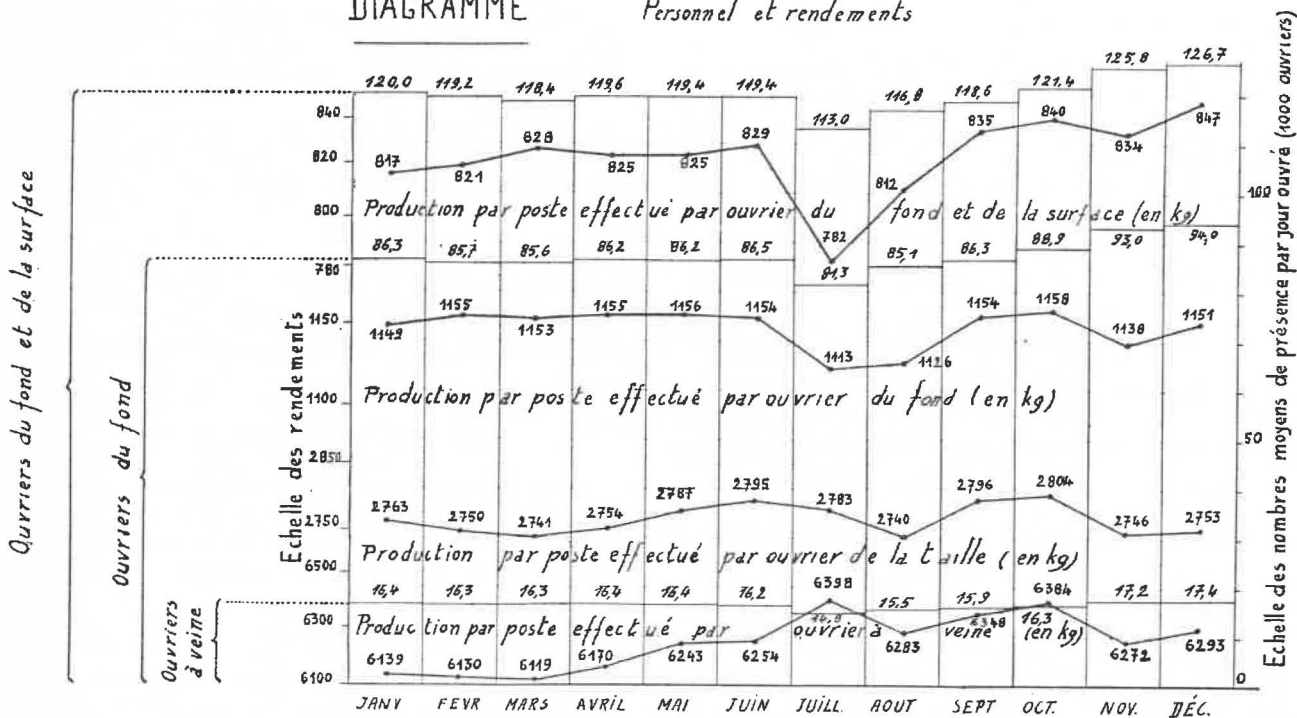 DIAGRAMME
Personnel et rendements
120,0 119,2 118,4 119,6 119,4 119,4 113,0 116,8 118,6 121,4 125,8 126,7
840
820
800
780
1150
1100
2850
2750
6500
6300
6100
817 821 828 825 825 829 782 812 835 840 834 847
Production par poste effectué par ouvrier du fond et de la surface (en kg)
86,3 85,7 85,6 86,2 86,2 86,5 81,3 85,1 86,3 88,9 93,0 94,0
1149 1155 1153 1155 1156 1154 1113 1126 1154 1158 1138 1151
Production par poste effectué par ouvrier du fond (en kg)
2763 2750 2741 2754 2787 2795 2783 2740 2796 2804 2746 2753
Production par poste effectué par ouvrier de la taille (en kg)
16,4 16,3 16,3 16,4 16,4 16,2 15,5 15,9 16,3 17,2 17,4
Production par poste effectué par ouvrier à veine (en kg)
6139 6130 6119 6170 6243 6254 6398 6283 6348 6384 6272 6293
JANV FEVR MARS AVRIL MAI JUIN JUILL. AOUT SEPT OCT. NOV. DÉC.
Ouvriers du fond et de la surface
Ouvriers du fond
Ouvriers
à veine
Echelle des rendements
100
50
0
Echelle des nombres moyens de présence par jour ouvré (1000 ouvriers)